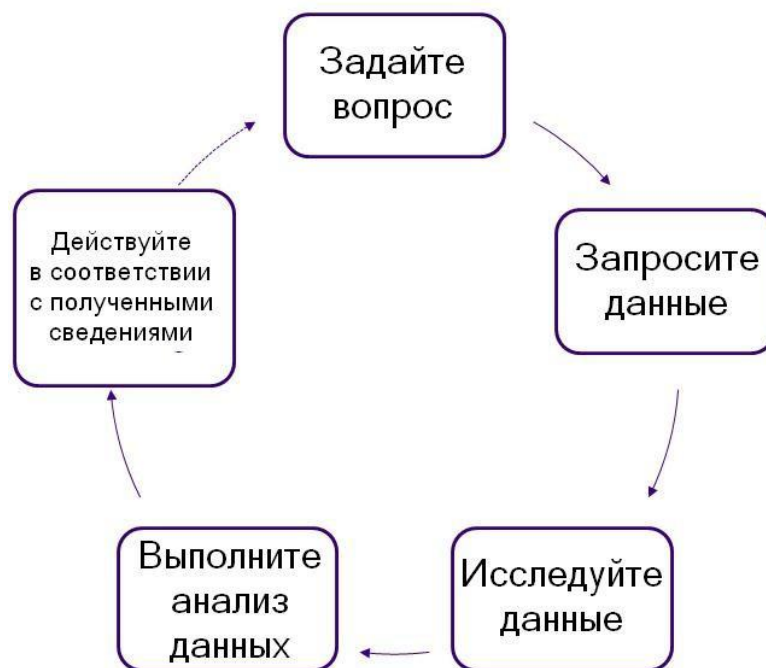 Задайте
вопрос
Запросите
данные
Исследуйте
данные
Выполните
анализ
данных
Действуйте
в соответствии
с полученными
сведениями